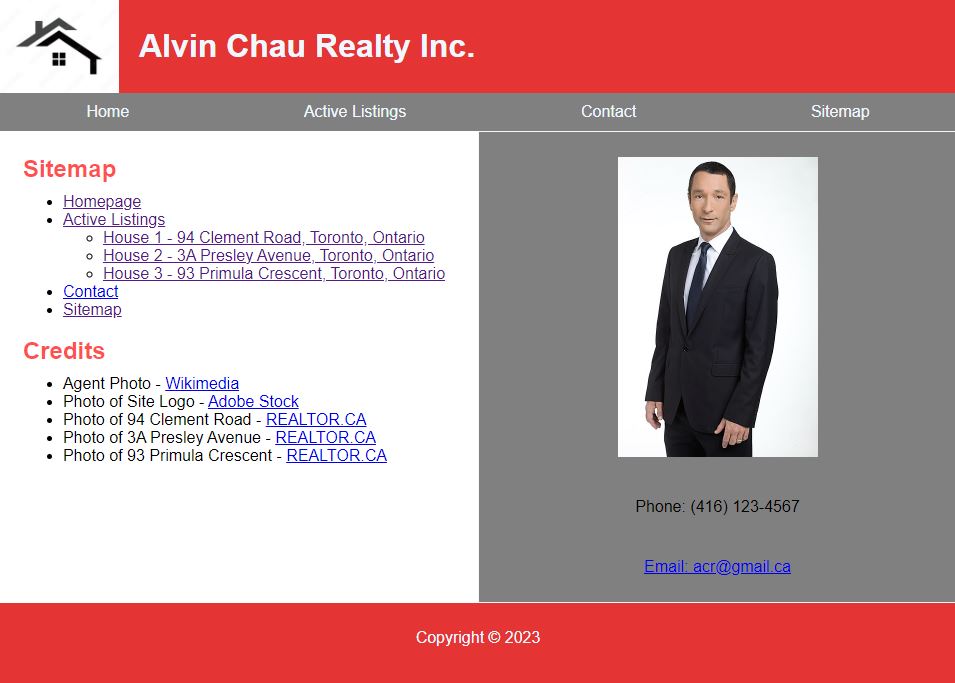 Alvin Chau Realty Inc.
Home
Active Listings
Contact
Sitemap
Sitemap
Homepage
Active Listings
House 1 - 94 Clement Road, Toronto, Ontario
House 2 - 3A Presley Avenue, Toronto, Ontario
House 3 - 93 Primula Crescent, Toronto, Ontario
Contact
Sitemap
Credits
Agent Photo - Wikimedia
Photo of Site Logo - Adobe Stock
Photo of 94 Clement Road - REALTOR.CA
Photo of 3A Presley Avenue - REALTOR.CA
Photo of 93 Primula Crescent - REALTOR.CA
Phone: (416) 123-4567
Email: acr@gmail.ca
Copyright © 2023